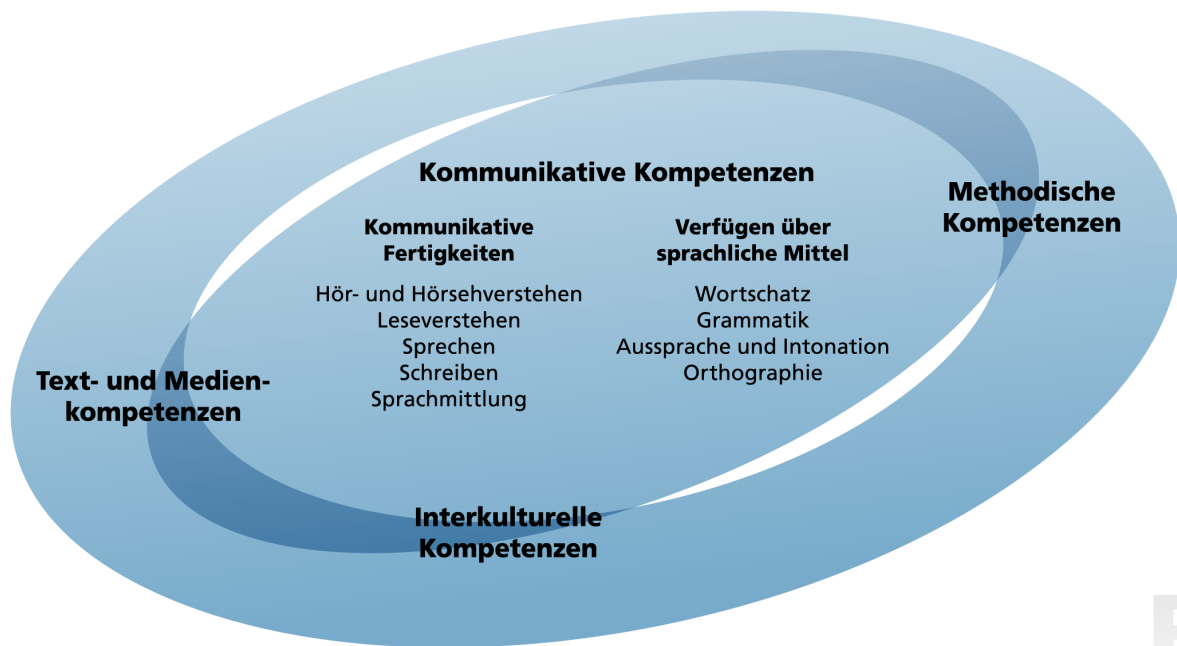 Kommunikative Kompetenzen
Kommunikative
Fertigkeiten
Hör- und Hörsehverstehen
Leseverstehen
Sprechen
Schreiben
Sprachmittlung
Verfügen über
sprachliche Mittel
Wortschatz
Grammatik
Aussprache und Intonation
Orthographie
Methodische
Kompetenzen
Text- und Medien-
kompetenzen
Interkulturelle
Kompetenzen